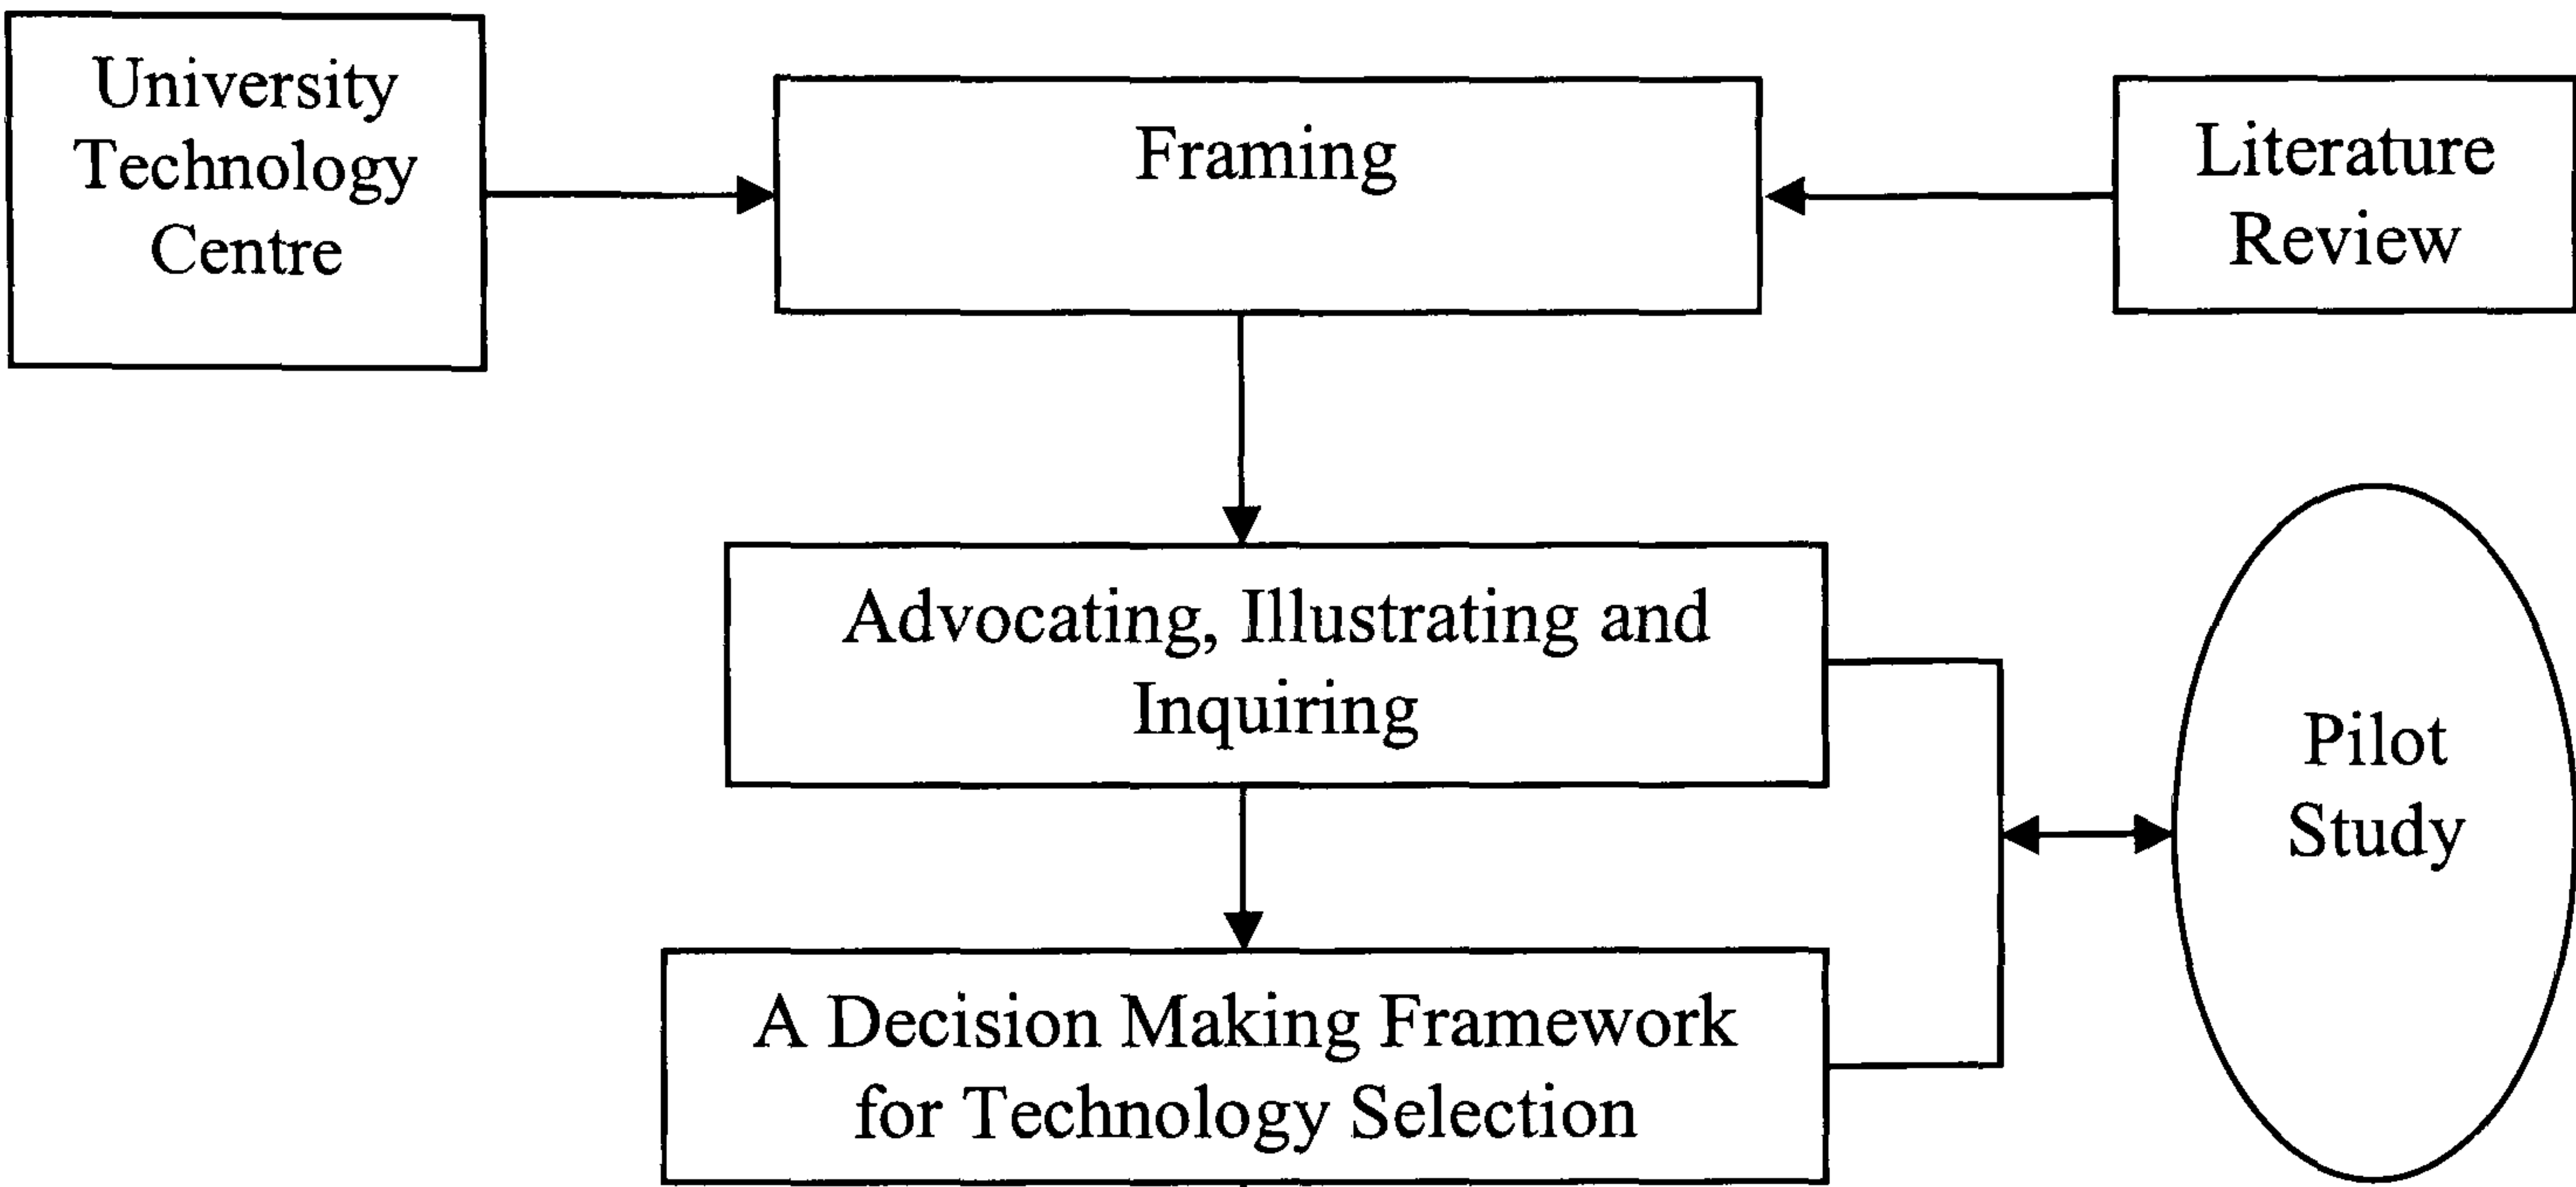 University
Technology
Centre
Framing
Literature
Review
Advocating, Illustrating and
Inquiring
Pilot
Study
A Decision Making Framework
for Technology Selection